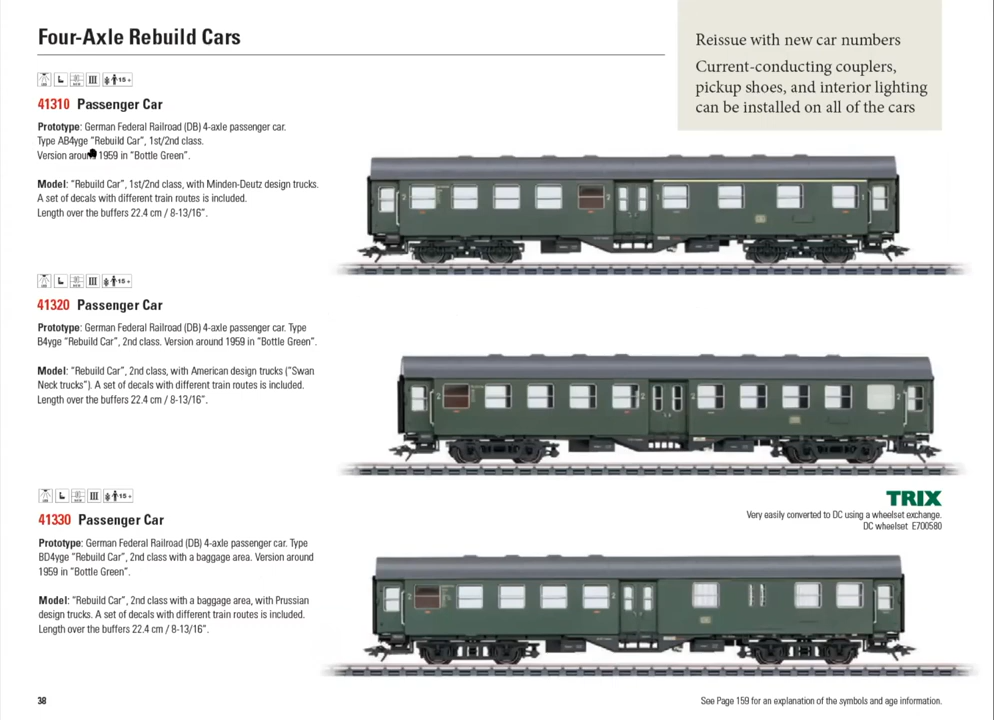 Four-Axle Rebuild Cars
Reissue with new car numbers
Current-conducting couplers,
pickup shoes, and interior lighting
can be installed on all of the cars
III 15 +
41310 Passenger Car
Prototype: German Federal Railroad (DB) 4-axle passenger car.
Type AB4yge "Rebuild Car", 1st/2nd class.
Version around 1959 in "Bottle Green".
Model: "Rebuild Car", 1st/2nd class, with Minden-Deutz design trucks.
A set of decals with different train routes is included.
Length over the buffers 22.4 cm / 8-13/16".
III 15 +
41320 Passenger Car
Prototype: German Federal Railroad (DB) 4-axle passenger car. Type
B4yge "Rebuild Car", 2nd class. Version around 1959 in "Bottle Green".
Model: "Rebuild Car", 2nd class, with American design trucks ("Swan
Neck trucks"). A set of decals with different train routes is included.
Length over the buffers 22.4 cm / 8-13/16".
TRIX
Very easily converted to DC using a wheelset exchange.
DC wheelset E700580
III 15 +
41330 Passenger Car
Prototype: German Federal Railroad (DB) 4-axle passenger car. Type
BD4yge "Rebuild Car", 2nd class with a baggage area. Version around
1959 in "Bottle Green".
Model: "Rebuild Car", 2nd class with a baggage area, with Prussian
design trucks. A set of decals with different train routes is included.
Length over the buffers 22.4 cm / 8-13/16".
38
See Page 159 for an explanation of the symbols and age information.